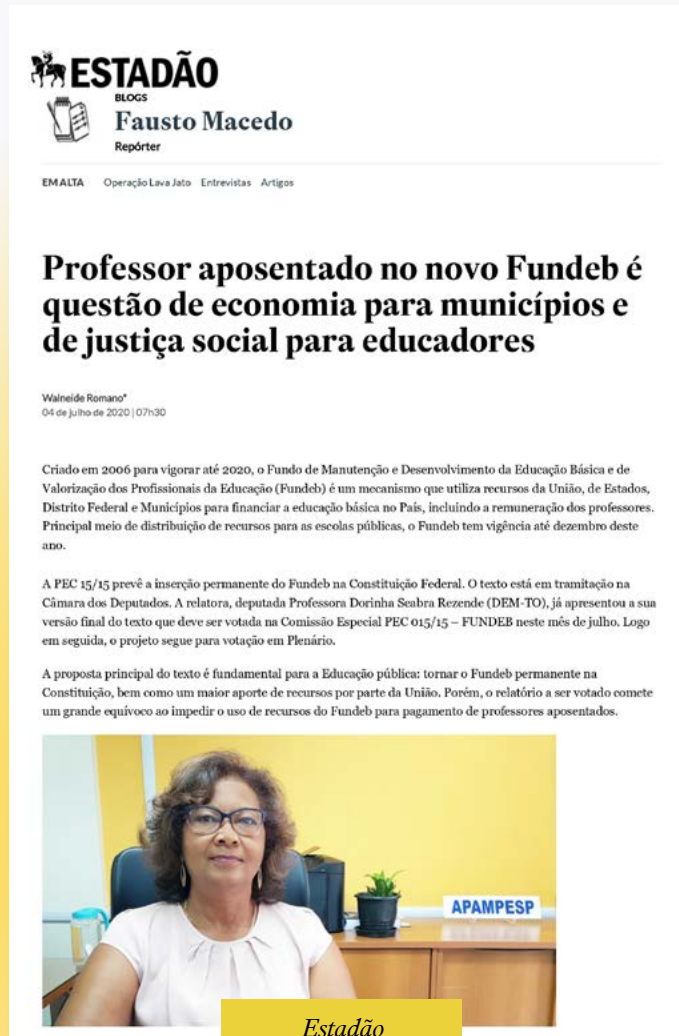 ESTADÃO
BLOGS
Fausto Macedo
Repórter
EM ALTA Operação Lava Jato Entrevistas Artigos
Professor aposentado no novo Fundeb é
questão de economia para municípios e
de justiça social para educadores
Walneide Romano*
04 de julho de 2020 | 07h30
Criado em 2006 para vigorar até 2020, o Fundo de Manutenção e Desenvolvimento da Educação Básica e de
Valorização dos Profissionais da Educação (Fundeb) é um mecanismo que utiliza recursos da União, de Estados,
Distrito Federal e Municípios para financiar a educação básica no País, incluindo a remuneração dos professores.
Principal meio de distribuição de recursos para as escolas públicas, o Fundeb tem vigência até dezembro deste
ano.
A PEC 15/15 prevê a inserção permanente do Fundeb na Constituição Federal. O texto está em tramitação na
Câmara dos Deputados. A relatora, deputada Professora Dorinha Seabra Rezende (DEM-TO), já apresentou a sua
versão final do texto que deve ser votada na Comissão Especial PEC 015/15 – FUNDEB neste mês de julho. Logo
em seguida, o projeto segue para votação em Plenário.
A proposta principal do texto é fundamental para a Educação pública: tornar o Fundeb permanente na
Constituição, bem como um maior aporte de recursos por parte da União. Porém, o relatório a ser votado comete
um grande equívoco ao impedir o uso de recursos do Fundeb para pagamento de professores aposentados.
APAMPESP
Estadão